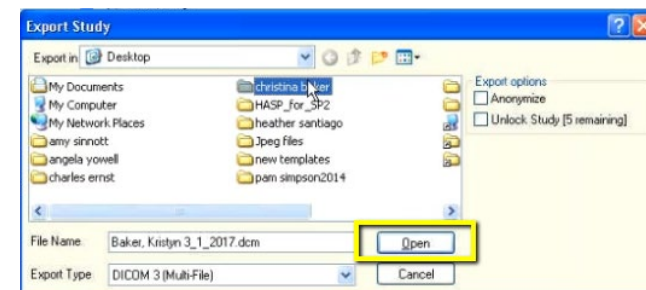 Export Study
Export in Desktop
My Documents christina baker Export options
My Computer HASP_for_SP2 Anonymize
My Network Places heather santiago Unlock Study [5 remaining]
amy sinnott Jpeg files
angela yowell new templates
charles ernst pam simpson2014
File Name: Baker, Kristyn 3_1_2017.dcm Open
Export Type DICOM 3 (Multi-File) Cancel